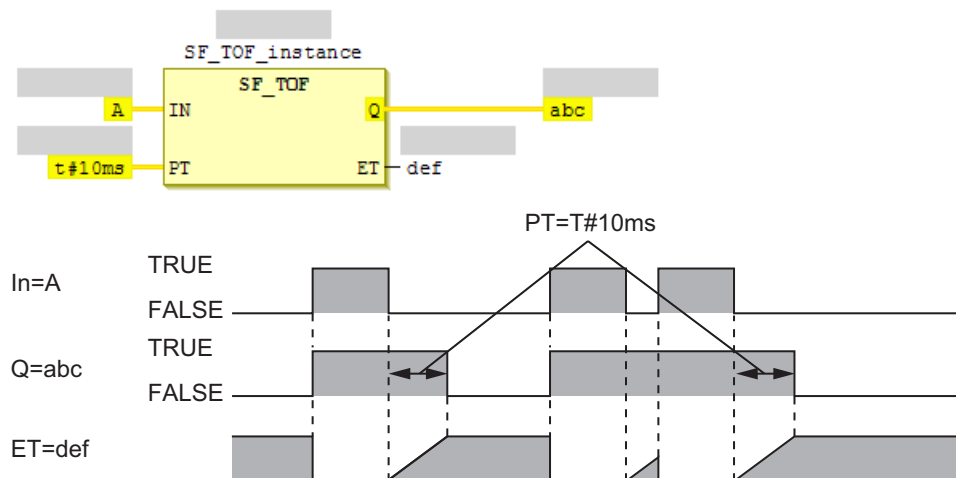 SF_TOF_instance
SF_TOF
A IN Q abc
t#10ms PT ET def
PT=T#10ms
In=A
TRUE
FALSE
Q=abc
TRUE
FALSE
ET=def